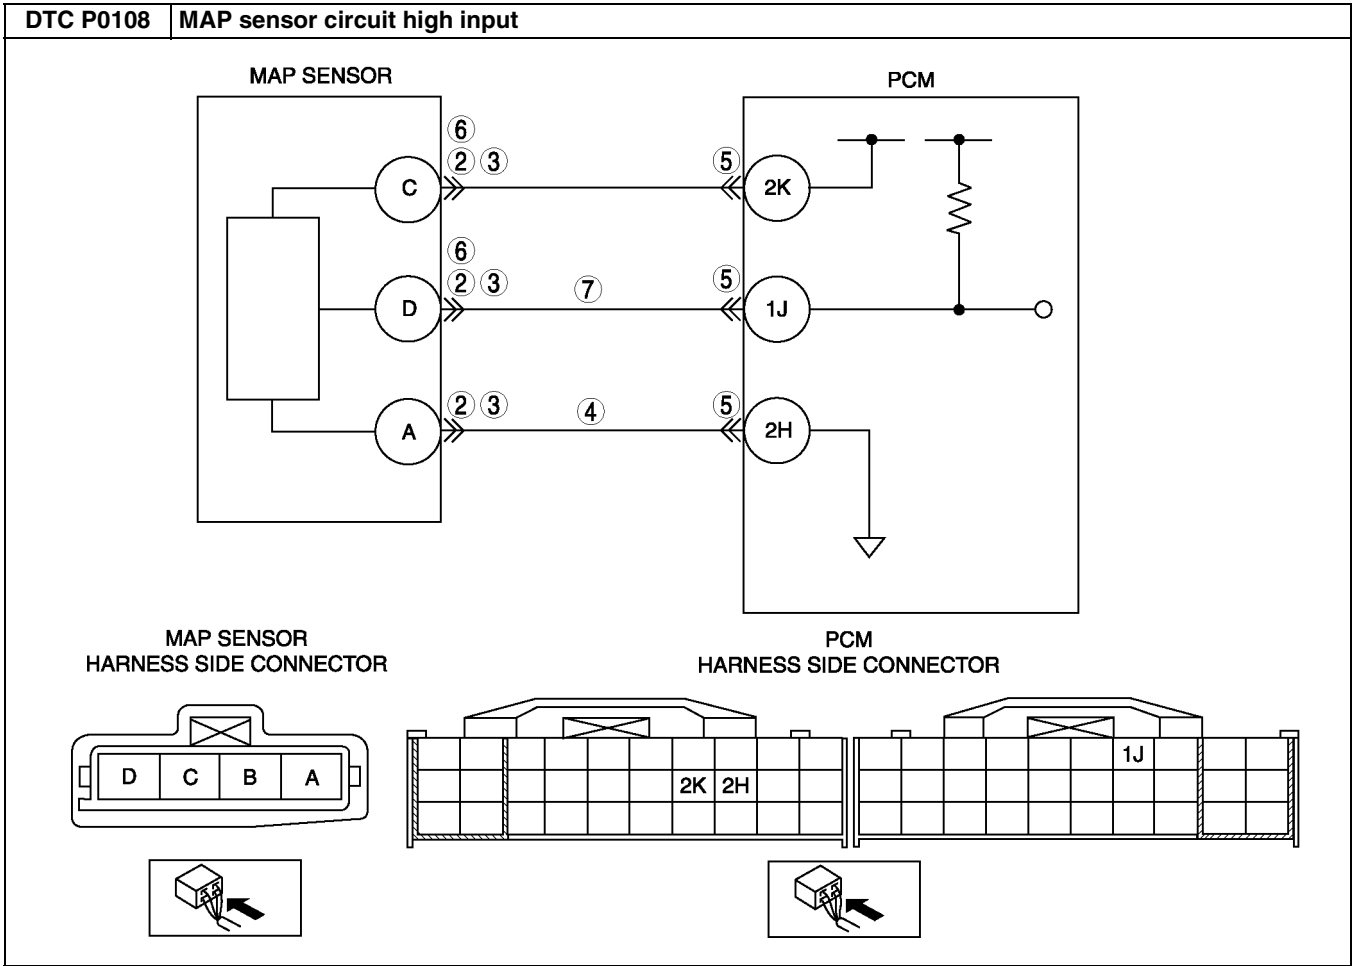 DTC P0108 MAP sensor circuit high input
MAP SENSOR
PCM
6
2 3
C
5
2K
6
2 3
D
7
5
1J
2 3
A
4
5
2H
MAP SENSOR
HARNESS SIDE CONNECTOR
PCM
HARNESS SIDE CONNECTOR
D C B A
2K 2H
1J